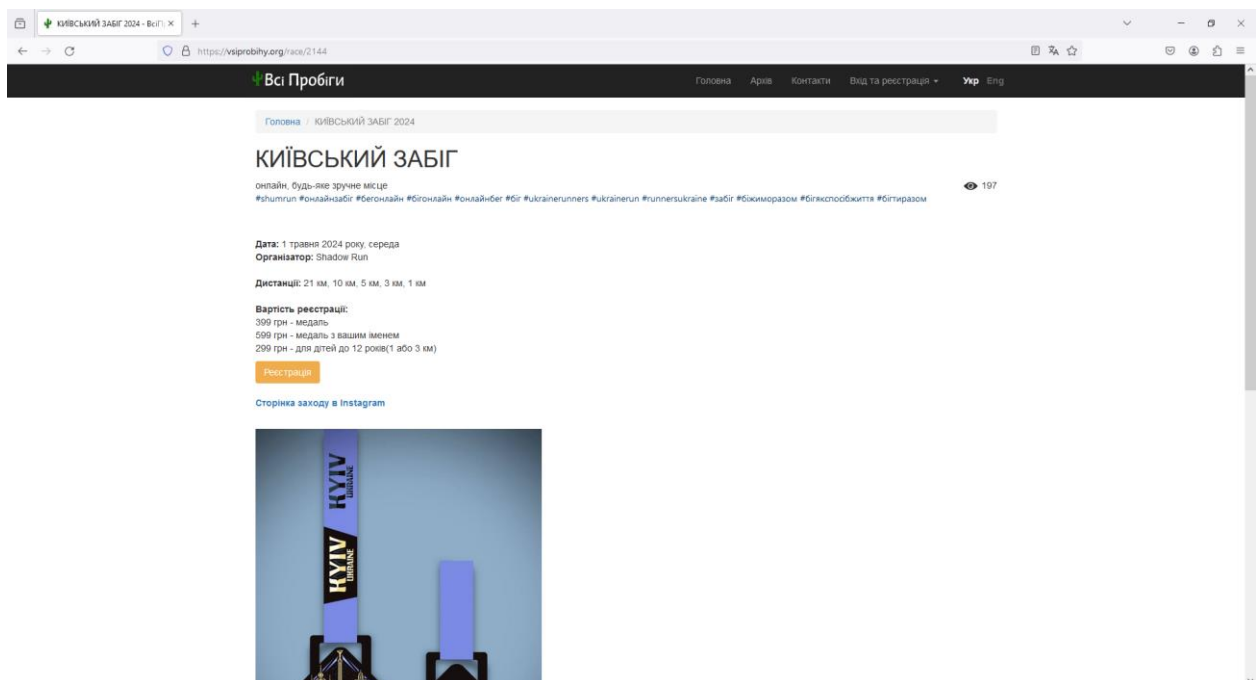 КИЇВСЬКИЙ ЗАБІГ 2024 - ВсіП
https://vsiprobihy.org/race/2144
Всі Пробіги
Головна Архів Контакти Вхід та реєстрація Укр Eng
Головна / КИЇВСЬКИЙ ЗАБІГ 2024
КИЇВСЬКИЙ ЗАБІГ
онлайн, будь-яке зручне місце
197
#shumrun #онлайнзабіг #бегонлайн #бігонлайн #онлайнбег #біг #ukrainerunners #ukrainerun #runnersukraine #забіг #біжиморазом #бігякспосібжиття #бігтиразом
Дата: 1 травня 2024 року, середа
Організатор: Shadow Run
Дистанції: 21 км, 10 км, 5 км, 3 км, 1 км
Вартість реєстрації:
399 грн - медаль
599 грн - медаль з вашим іменем
299 грн - для дітей до 12 років(1 або 3 км)
Реєстрація
Сторінка заходу в Instagram
KYIV
UKRAINE
KYIV
UKRAINE